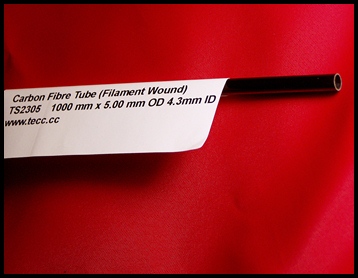 Carbon Fibre Tube (Filament Wound)
TS2305 1000 mm x 5.00 mm OD 4.3mm ID
www.tecc.cc